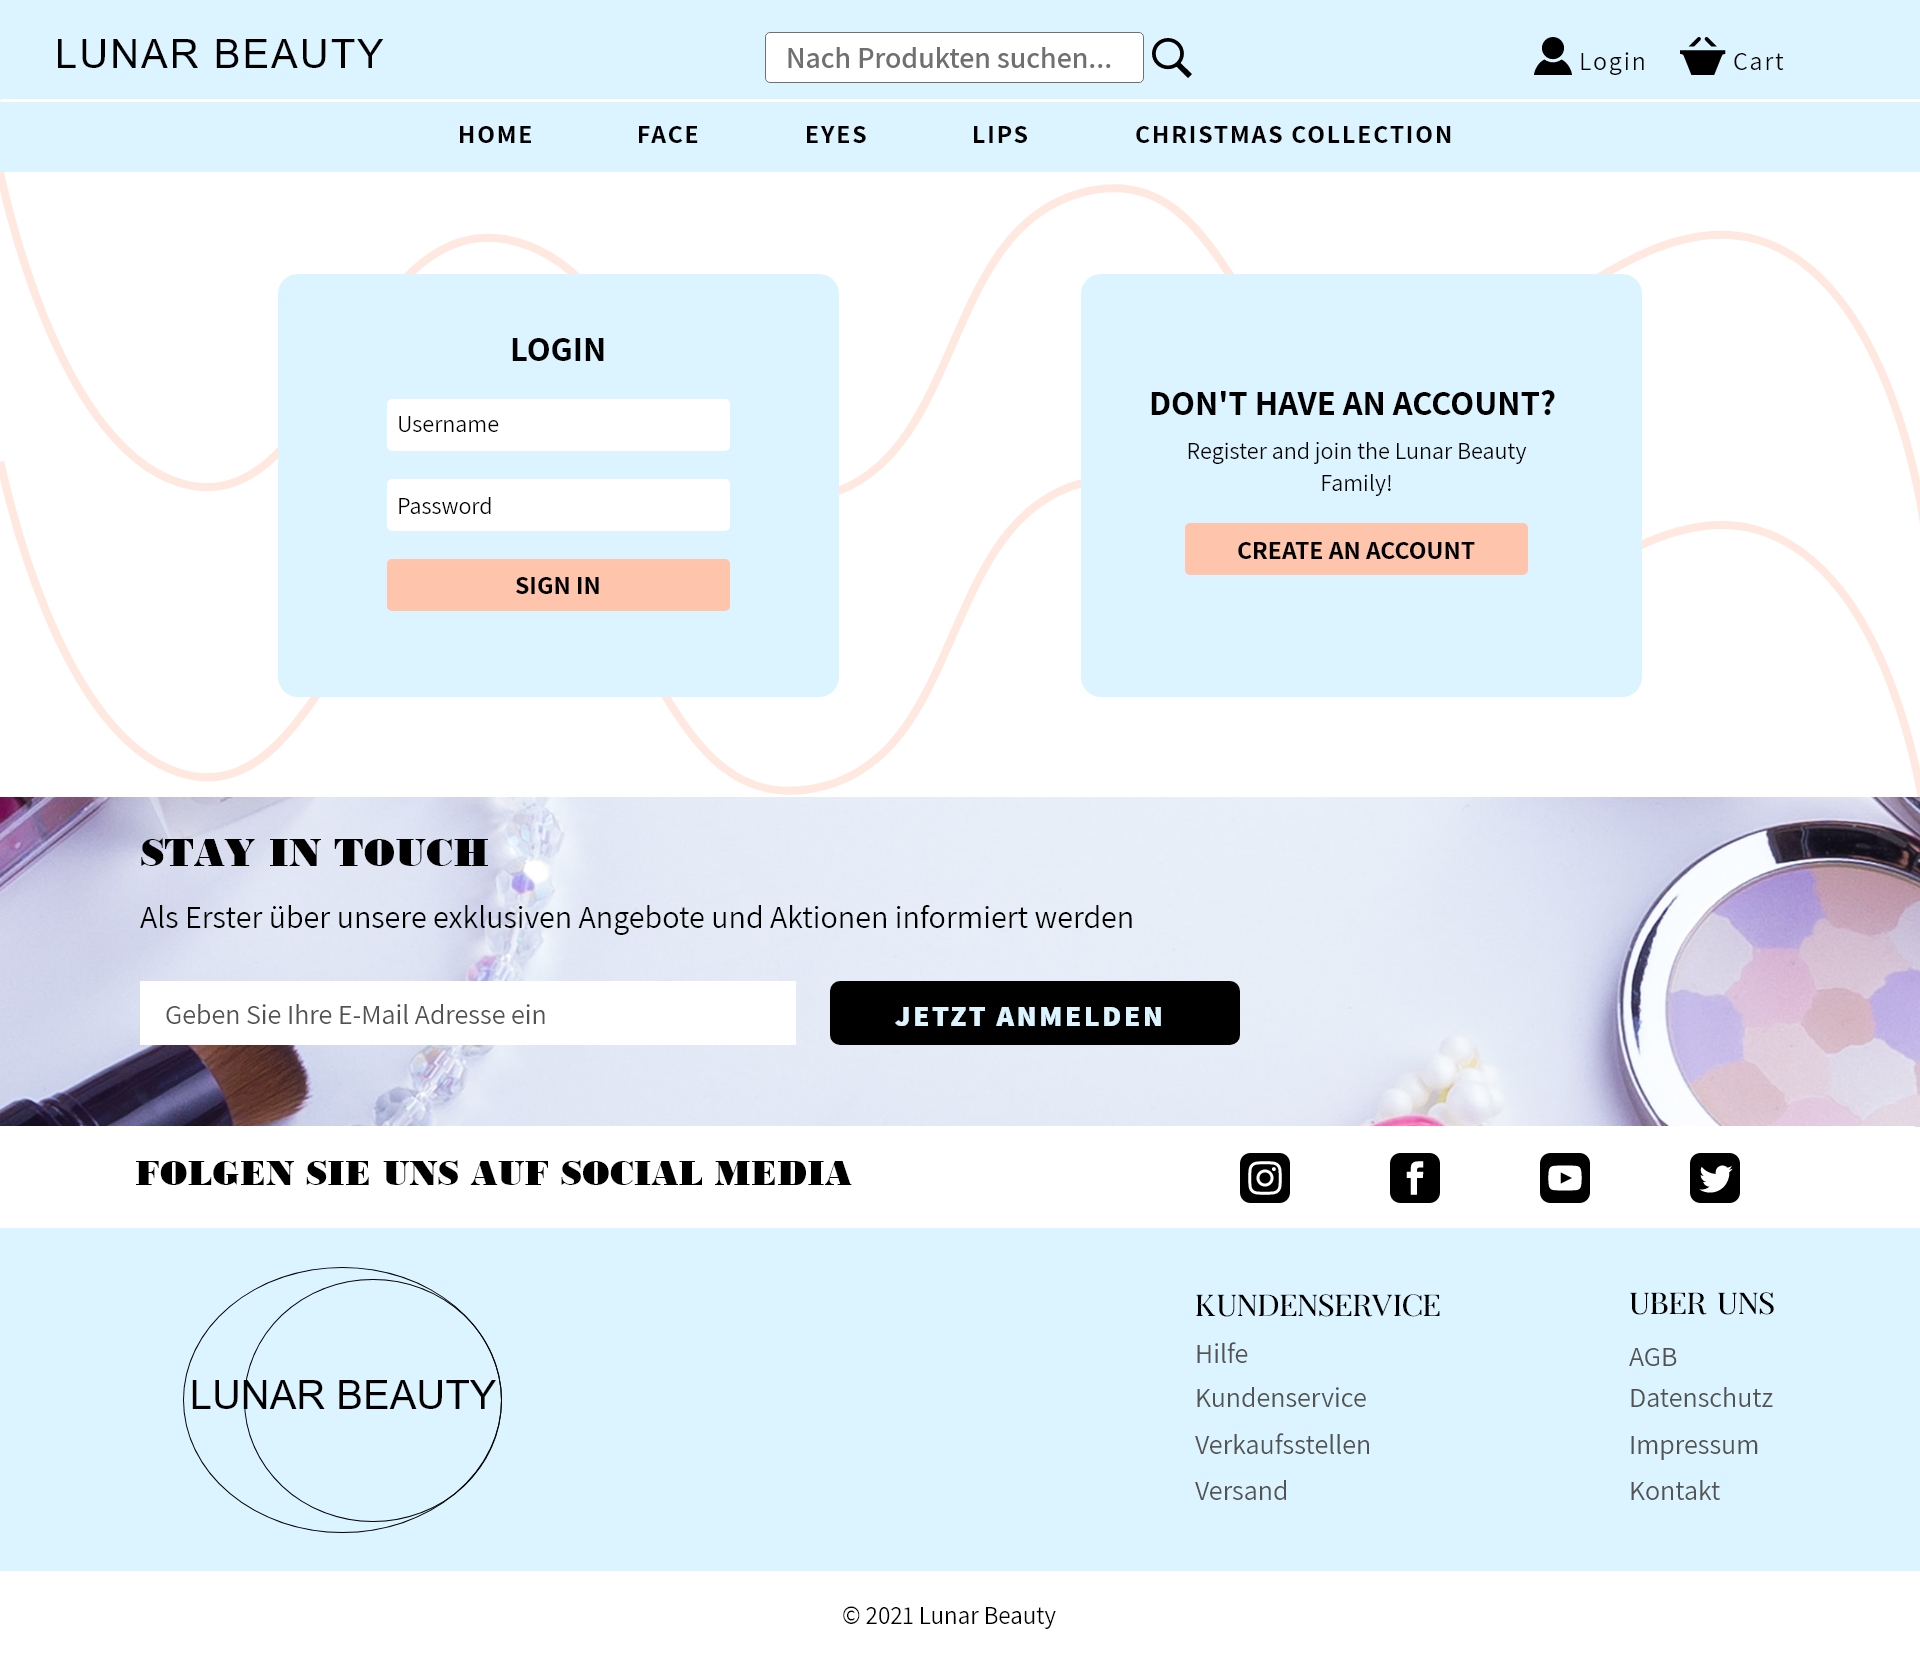 LUNAR BEAUTY
Nach Produkten suchen...
Login
Cart
HOME
FACE
EYES
LIPS
CHRISTMAS COLLECTION
LOGIN
Username
Password
SIGN IN
DON'T HAVE AN ACCOUNT?
Register and join the Lunar Beauty
Family!
CREATE AN ACCOUNT
STAY IN TOUCH
Als Erster über unsere exklusiven Angebote und Aktionen informiert werden
Geben Sie Ihre E-Mail Adresse ein
JETZT ANMELDEN
FOLGEN SIE UNS AUF SOCIAL MEDIA
LUNAR BEAUTY
KUNDENSERVICE
Hilfe
Kundenservice
Verkaufsstellen
Versand
UBER UNS
AGB
Datenschutz
Impressum
Kontakt
© 2021 Lunar Beauty